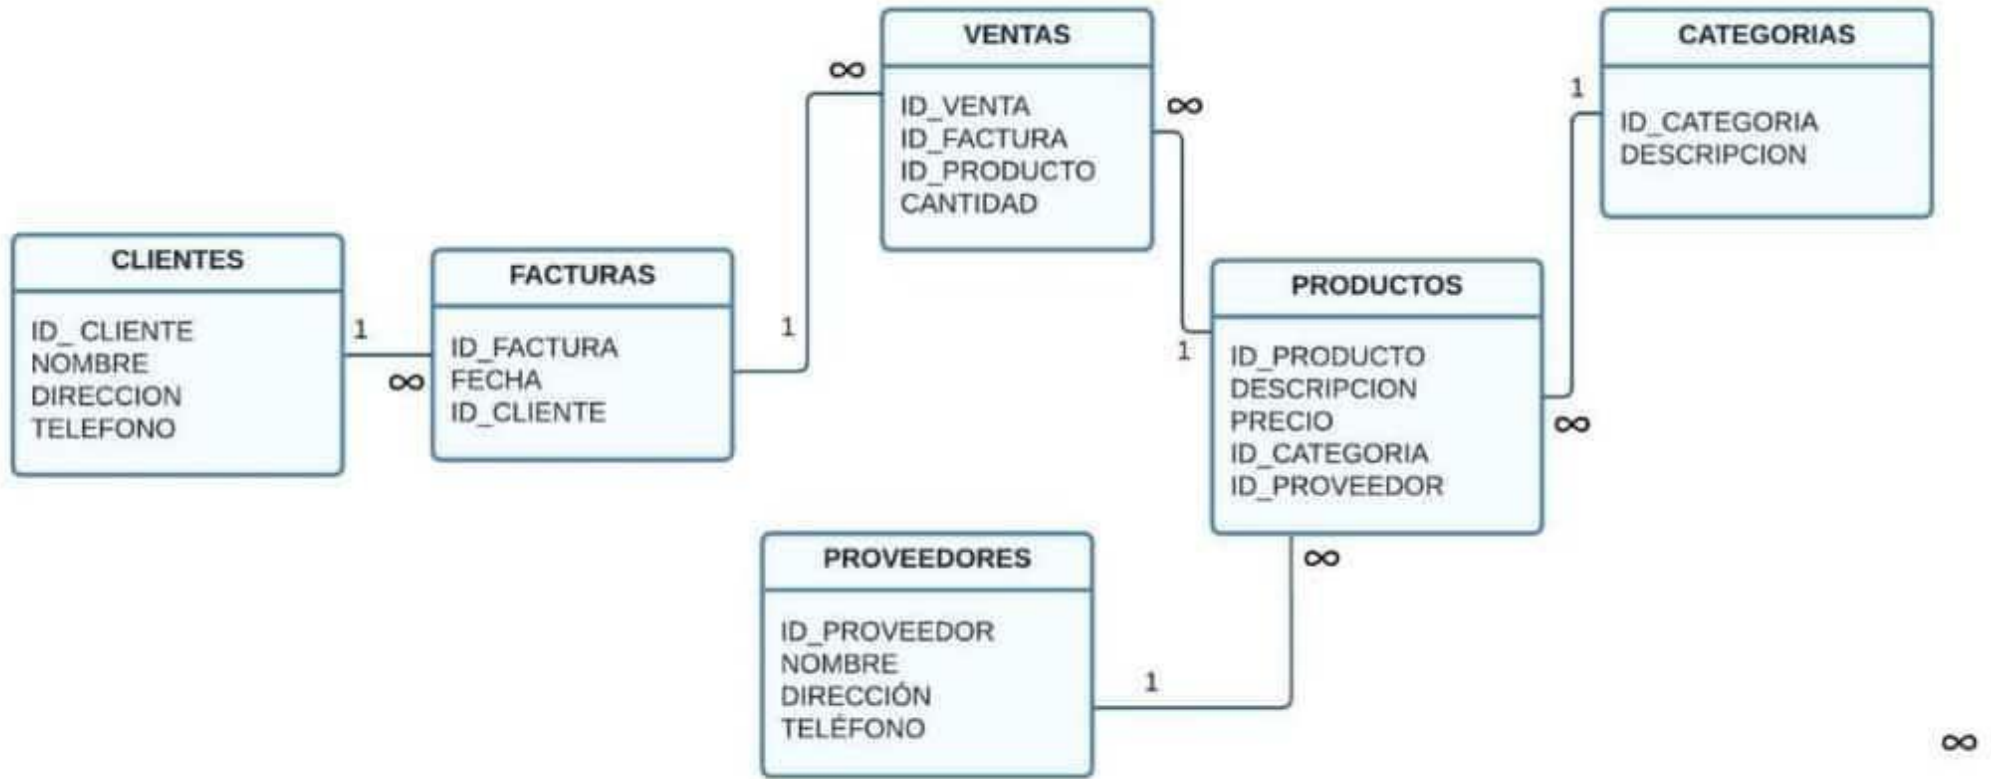 CLIENTES
ID_ CLIENTE
NOMBRE
DIRECCION
TELEFONO
1
∞
FACTURAS
ID_FACTURA
FECHA
ID_CLIENTE
1
∞
VENTAS
ID_VENTA
ID_FACTURA
ID_PRODUCTO
CANTIDAD
∞
1
PRODUCTOS
ID_PRODUCTO
DESCRIPCION
PRECIO
ID_CATEGORIA
ID_PROVEEDOR
∞
1
CATEGORIAS
ID_CATEGORIA
DESCRIPCION
PROVEEDORES
ID_PROVEEDOR
NOMBRE
DIRECCIÓN
TELÉFONO
1
∞
∞